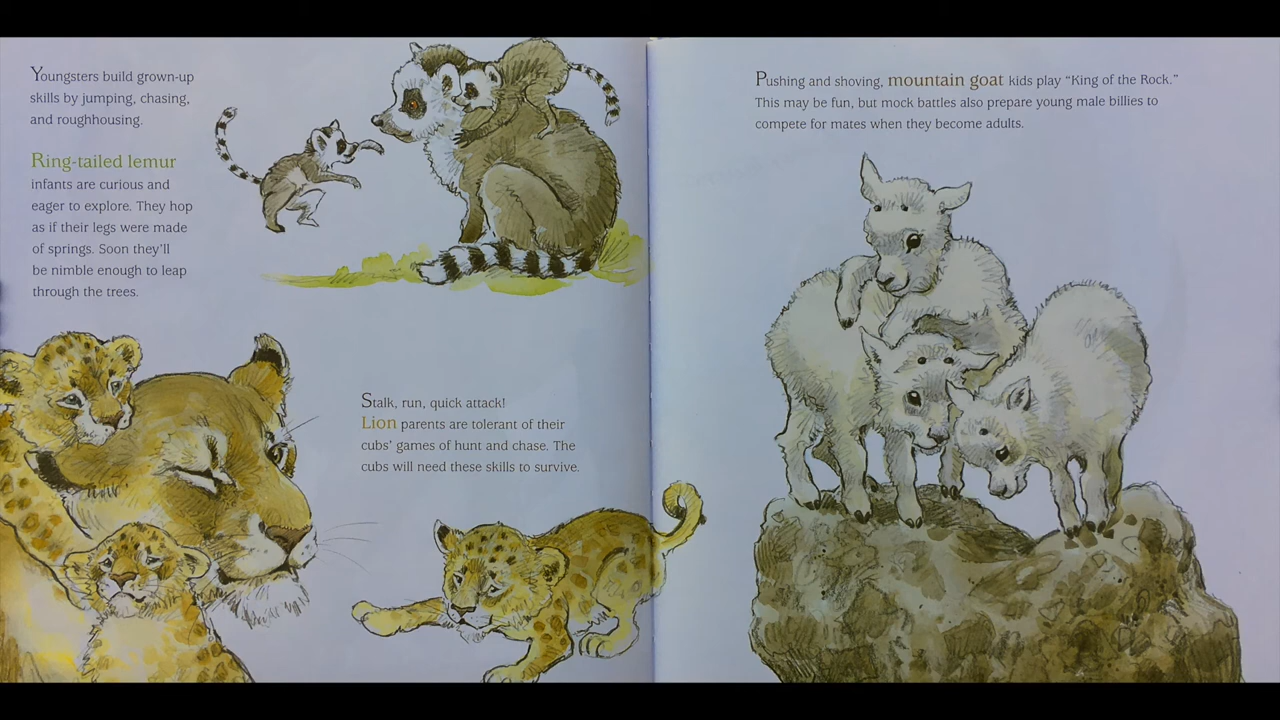 Youngsters build grown-up
skills by jumping, chasing,
and roughhousing.
Ring-tailed lemur
infants are curious and
eager to explore. They hop
as if their legs were made
of springs. Soon they'll
be nimble enough to leap
through the trees.
Stalk, run, quick attack!
Lion parents are tolerant of their
cubs' games of hunt and chase. The
cubs will need these skills to survive.
Pushing and shoving, mountain goat kids play "King of the Rock."
This may be fun, but mock battles also prepare young male billies to
compete for mates when they become adults.